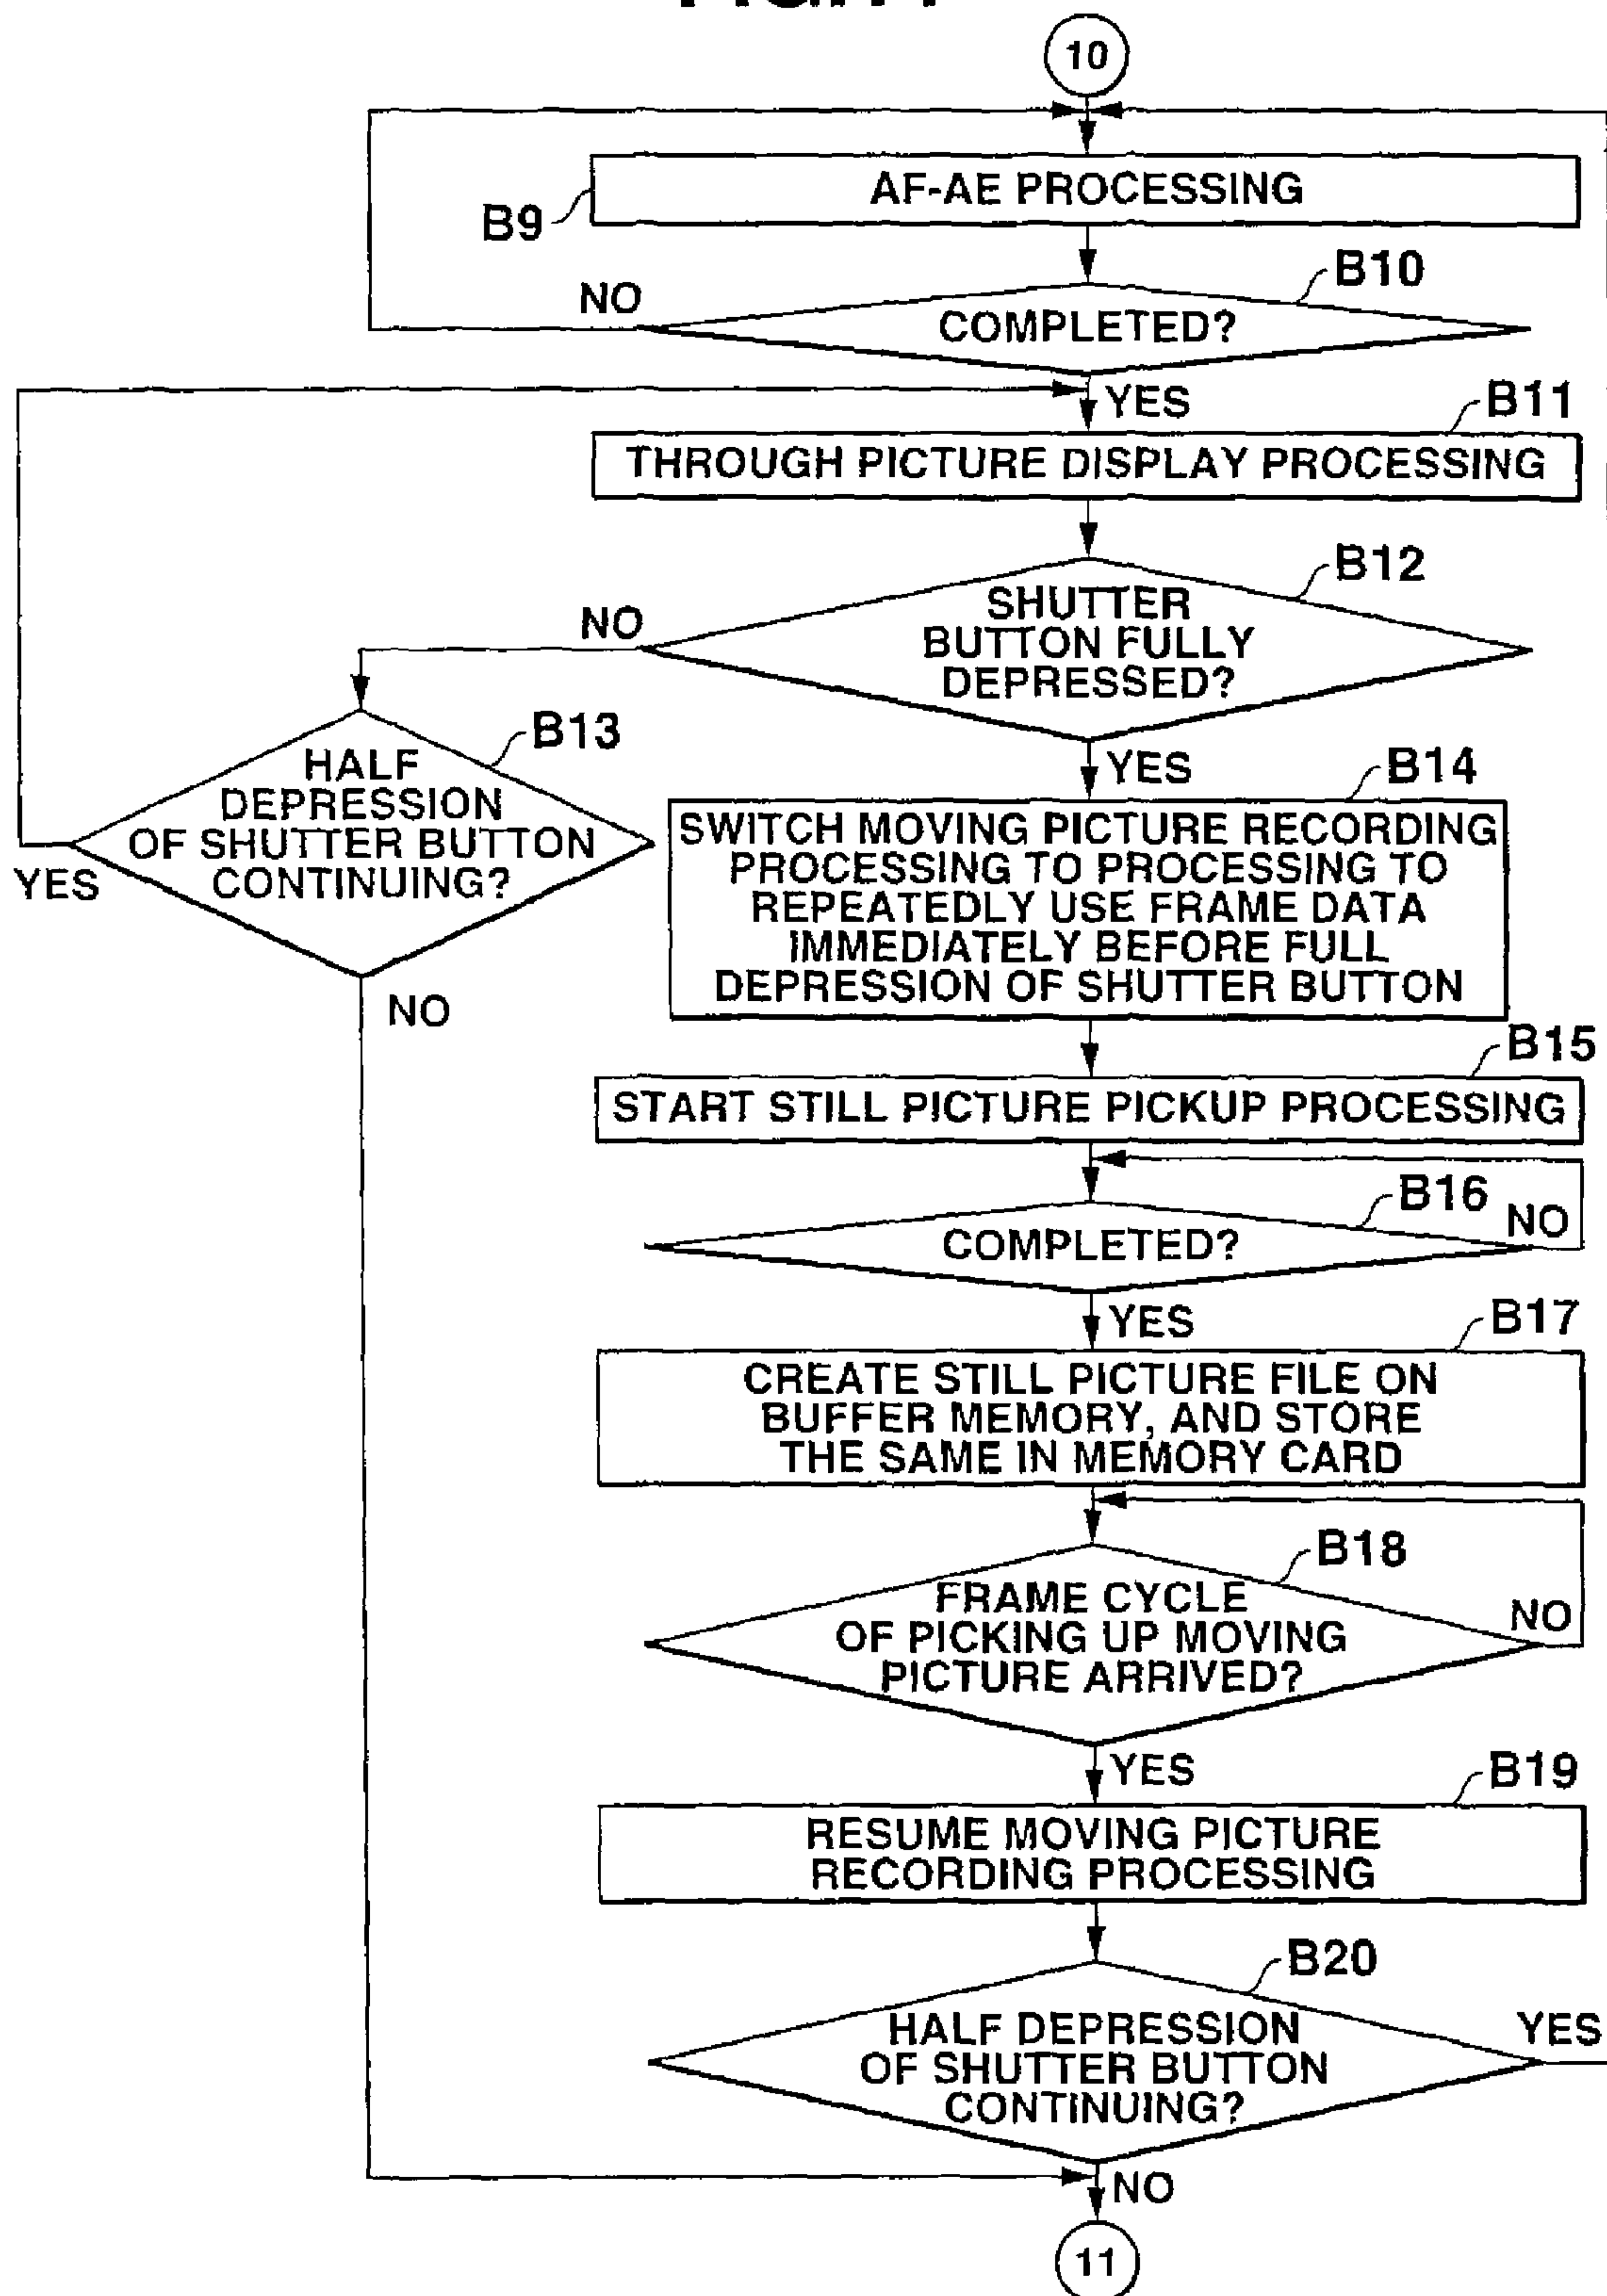 10
AF-AE PROCESSING
B9
B10
NO
COMPLETED?
YES
B11
THROUGH PICTURE DISPLAY PROCESSING
B12
NO
SHUTTER
BUTTON FULLY
DEPRESSED?
B13
HALF
DEPRESSION
OF SHUTTER BUTTON
CONTINUING?
YES
NO
YES
B14
SWITCH MOVING PICTURE RECORDING
PROCESSING TO PROCESSING TO
REPEATEDLY USE FRAME DATA
IMMEDIATELY BEFORE FULL
DEPRESSION OF SHUTTER BUTTON
B15
START STILL PICTURE PICKUP PROCESSING
B16
NO
COMPLETED?
YES
B17
CREATE STILL PICTURE FILE ON
BUFFER MEMORY, AND STORE
THE SAME IN MEMORY CARD
B18
FRAME CYCLE
OF PICKING UP MOVING
PICTURE ARRIVED?
NO
YES
B19
RESUME MOVING PICTURE
RECORDING PROCESSING
B20
HALF DEPRESSION
OF SHUTTER BUTTON
CONTINUING?
YES
NO
11